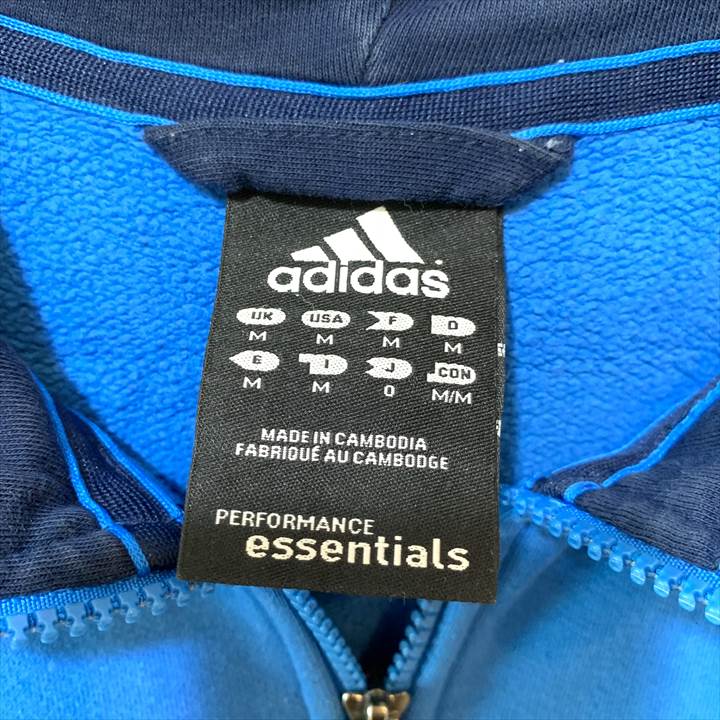 adidas
UK USA F D
M M M M
E I J CON
M M O M/M
MADE IN CAMBODIA
FABRIQUÉ AU CAMBODGE
PERFORMANCE
essentials